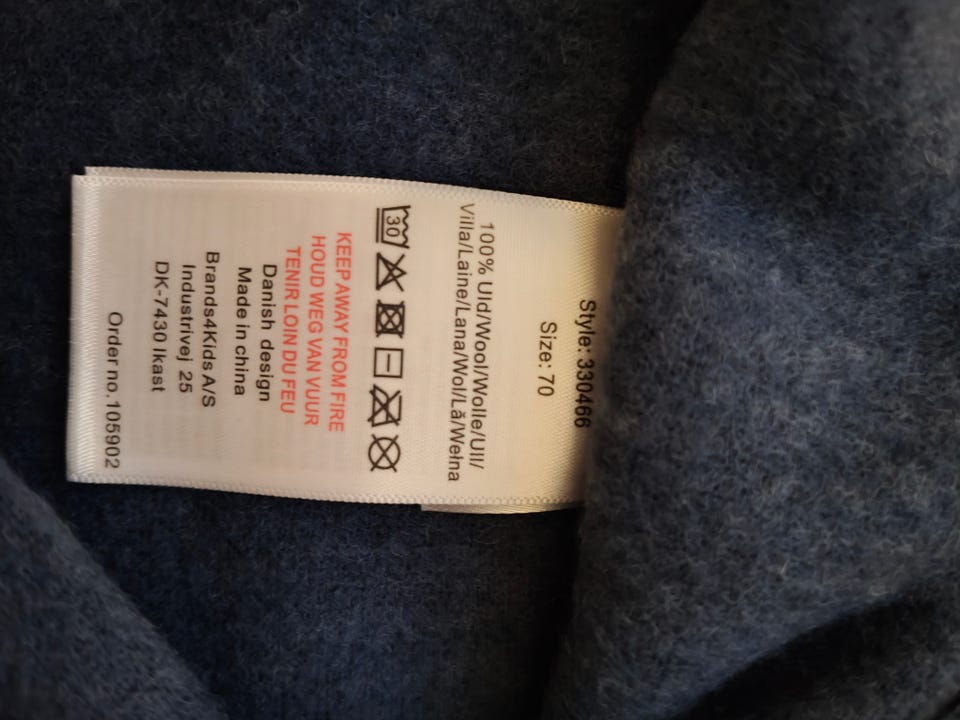 Style: 330466
Size: 70
100% Uld/Wool/Wolle/Ull/
Villa/Laine/Lana/Wol/Lã/Wełna
30
KEEP AWAY FROM FIRE
HOUD WEG VAN VUUR
TENIR LOIN DU FEU
Danish design
Made in china
Brands4Kids A/S
Industrivej 25
DK-7430 Ikast
Order no.105902